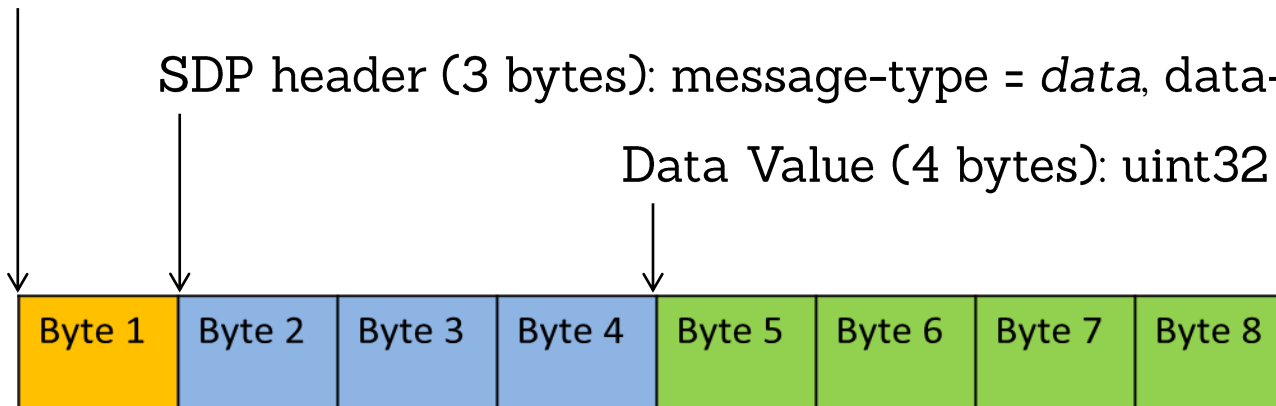 SDP header (3 bytes): message-type = data, data-
Data Value (4 bytes): uint32
Byte 1 Byte 2 Byte 3 Byte 4 Byte 5 Byte 6 Byte 7 Byte 8